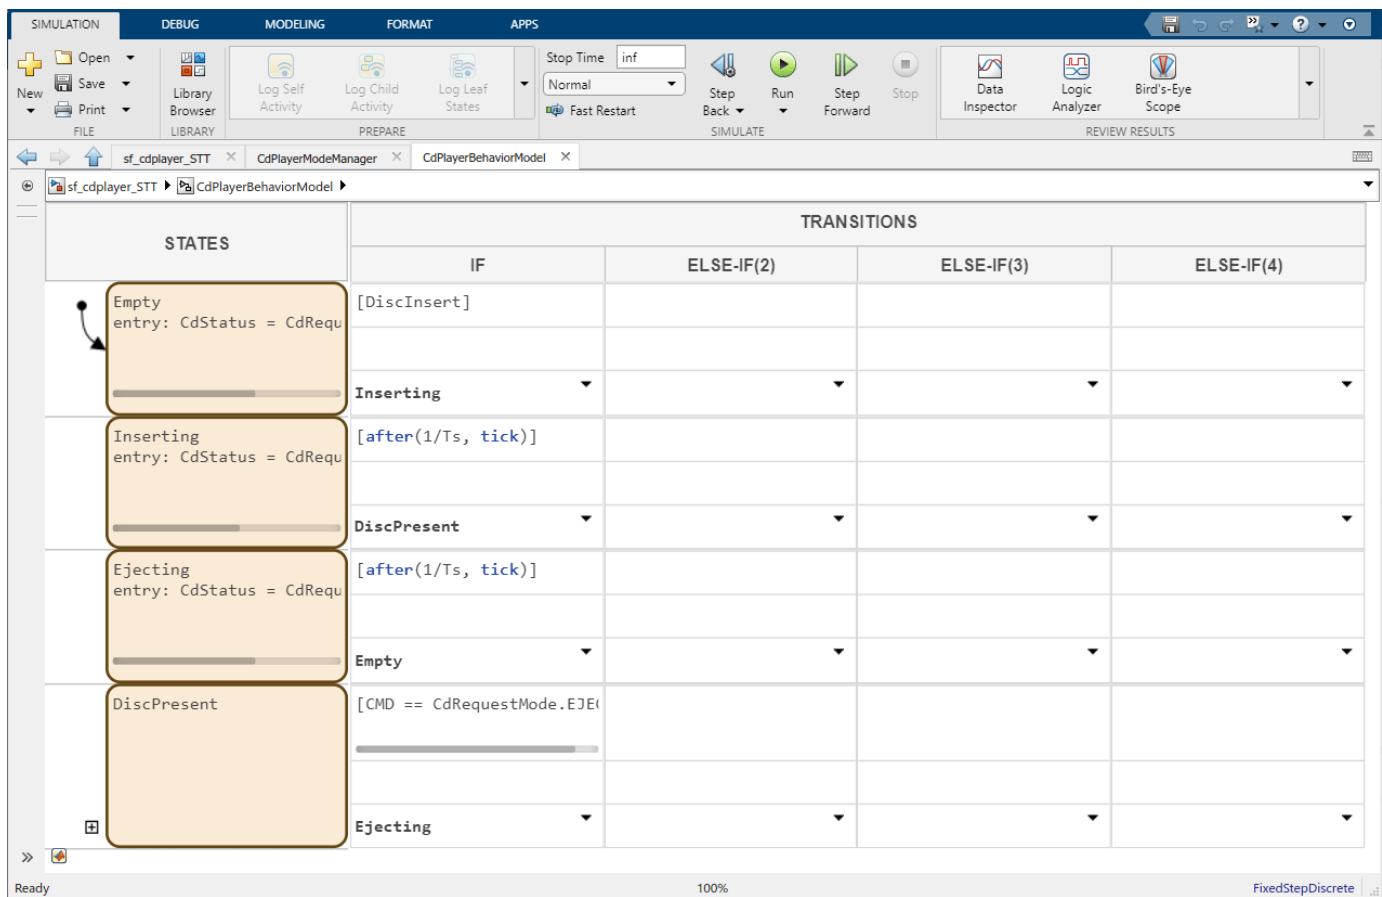 SIMULATION DEBUG MODELING FORMAT APPS
New
Open
Save
Print
FILE
Library Browser
LIBRARY
Log Self Activity
Log Child Activity
Log Leaf States
PREPARE
Stop Time inf
Normal
Fast Restart
Step Back
Run
Step Forward
Stop
SIMULATE
Data Inspector
Logic Analyzer
Bird's-Eye Scope
REVIEW RESULTS
sf_cdplayer_STT CdPlayerModeManager CdPlayerBehaviorModel
sf_cdplayer_STT CdPlayerBehaviorModel
STATES
TRANSITIONS
IF ELSE-IF(2) ELSE-IF(3) ELSE-IF(4)
Empty
entry: CdStatus = CdRequ
[DiscInsert]
Inserting
Inserting
entry: CdStatus = CdRequ
[after(1/Ts, tick)]
DiscPresent
Ejecting
entry: CdStatus = CdRequ
[after(1/Ts, tick)]
Empty
DiscPresent
[CMD == CdRequestMode.EJE
Ejecting
Ready 100% FixedStepDiscrete